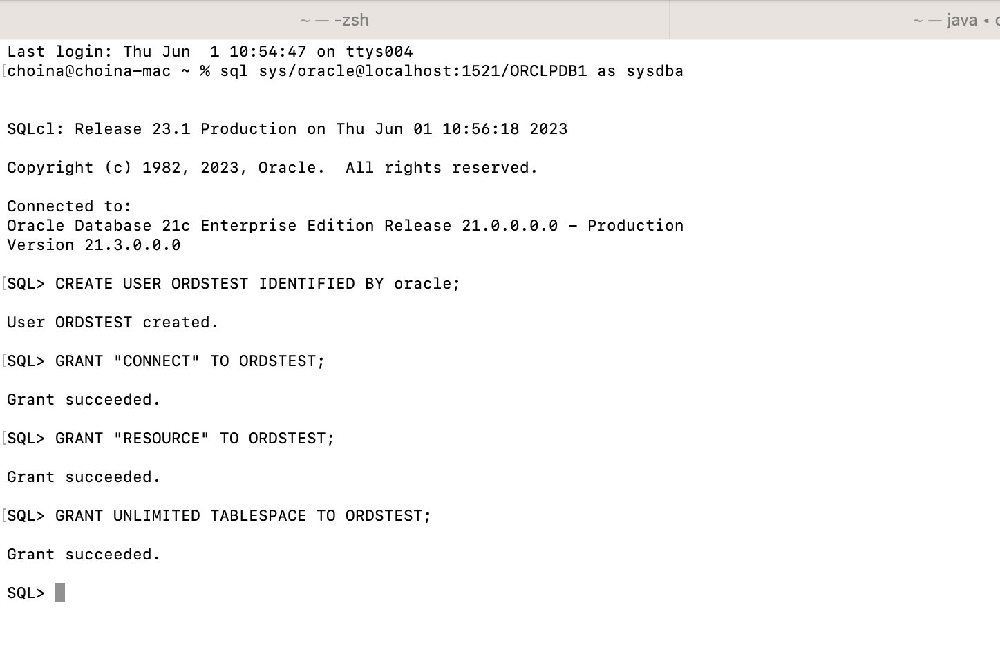 ~ — -zsh
~ — java ◂
Last login: Thu Jun  1 10:54:47 on ttys004
[choina@choina-mac ~ % sql sys/oracle@localhost:1521/ORCLPDB1 as sysdba
SQLcl: Release 23.1 Production on Thu Jun 01 10:56:18 2023
Copyright (c) 1982, 2023, Oracle.  All rights reserved.
Connected to:
Oracle Database 21c Enterprise Edition Release 21.0.0.0.0 – Production
Version 21.3.0.0.0
[SQL> CREATE USER ORDSTEST IDENTIFIED BY oracle;
User ORDSTEST created.
[SQL> GRANT "CONNECT" TO ORDSTEST;
Grant succeeded.
[SQL> GRANT "RESOURCE" TO ORDSTEST;
Grant succeeded.
[SQL> GRANT UNLIMITED TABLESPACE TO ORDSTEST;
Grant succeeded.
SQL>